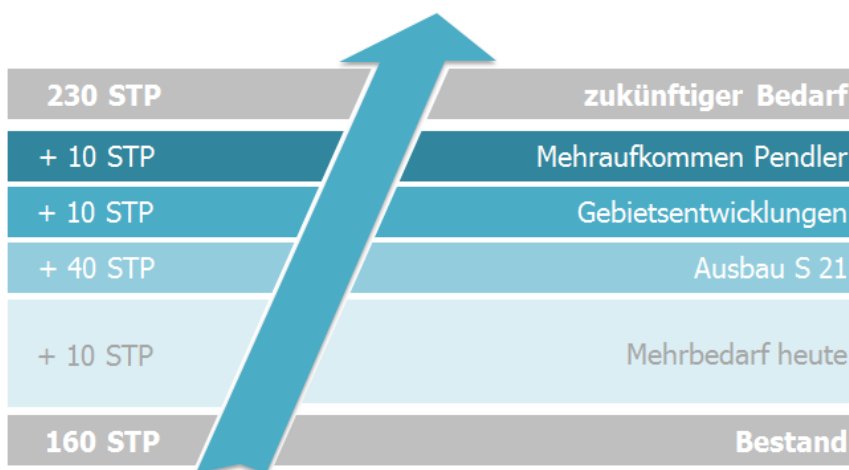 230 STP zukünftiger Bedarf
+ 10 STP Mehraufkommen Pendler
+ 10 STP Gebietsentwicklungen
+ 40 STP Ausbau S 21
+ 10 STP Mehrbedarf heute
160 STP Bestand